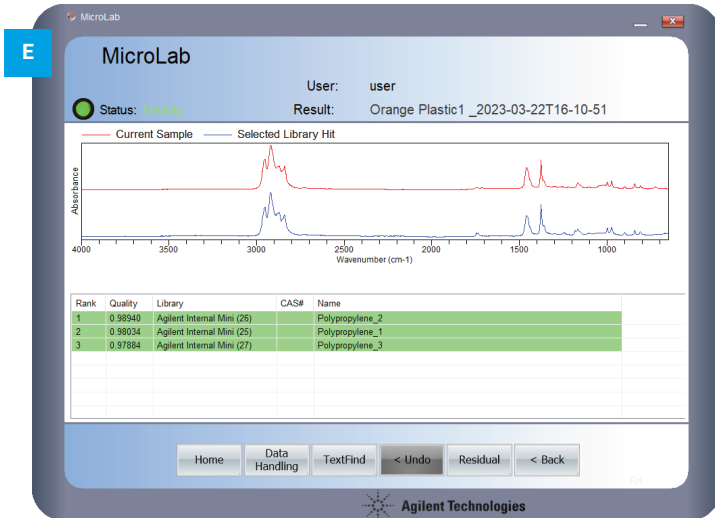 E
MicroLab
MicroLab
User: user
Status: Ready Result: Orange Plastic1 _2023-03-22T16-10-51
Current Sample Selected Library Hit
Absorbance
4000 3500 3000 2500 2000 1500 1000
Wavenumber (cm-1)
Rank Quality Library CAS# Name
1 0.98940 Agilent Internal Mini (26) Polypropylene_2
2 0.98034 Agilent Internal Mini (25) Polypropylene_1
3 0.97884 Agilent Internal Mini (27) Polypropylene_3
Home Data Handling TextFind < Undo Residual < Back
R4
Agilent Technologies